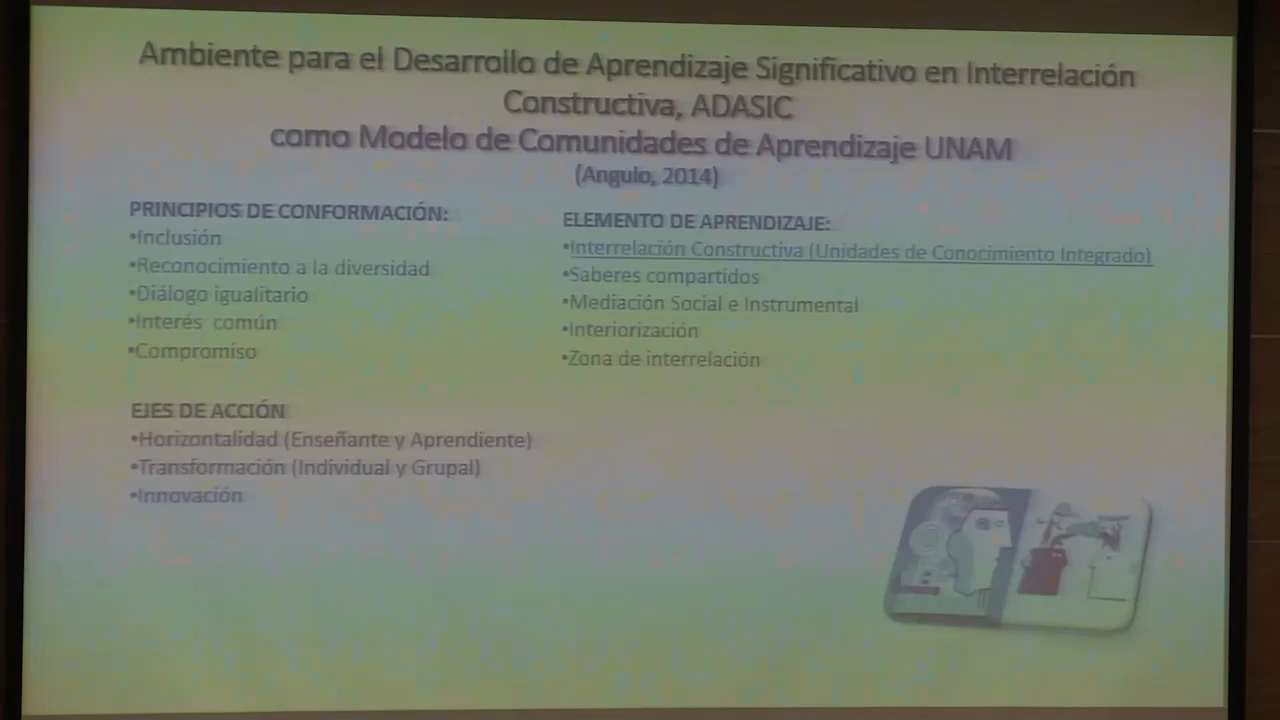 Ambiente para el Desarrollo de Aprendizaje Significativo en Interrelación
Constructiva, ADASIC
como Modelo de Comunidades de Aprendizaje UNAM
(Angulo, 2014)
PRINCIPIOS DE CONFORMACIÓN:
•Inclusión
•Reconocimiento a la diversidad
•Diálogo igualitario
•Interés común
•Compromiso
ELEMENTO DE APRENDIZAJE:
•Interrelación Constructiva (Unidades de Conocimiento Integrado)
•Saberes compartidos
•Mediación Social e Instrumental
•Interiorización
•Zona de interrelación
EJES DE ACCIÓN
•Horizontalidad (Enseñante y Aprendiente)
•Transformación (Individual y Grupal)
•Innovación